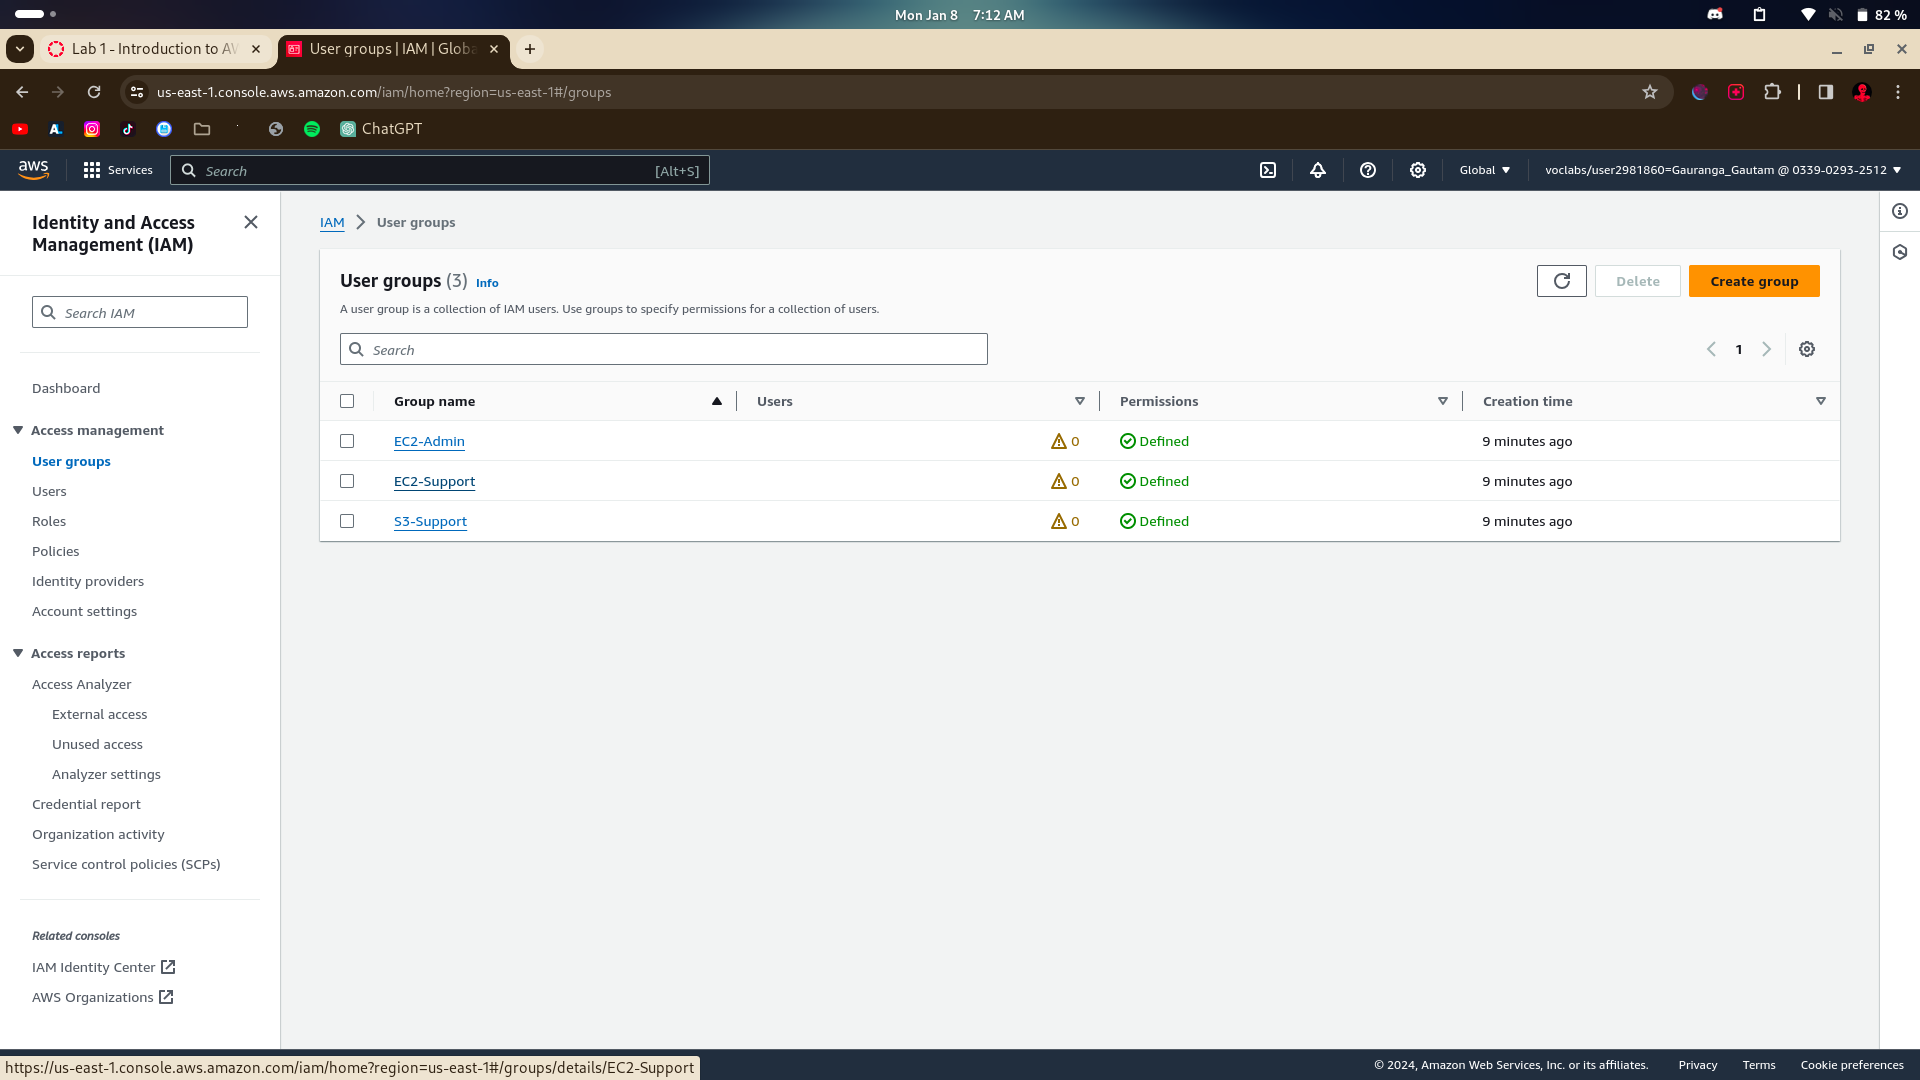 Mon Jan 8 7:12 AM
82 %
Lab 1 - Introduction to AW
User groups | IAM | Globa
us-east-1.console.aws.amazon.com/iam/home?region=us-east-1#/groups
ChatGPT
aws
Services
Search
[Alt+S]
Global
voclabs/user2981860=Gauranga_Gautam @ 0339-0293-2512
Identity and Access
Management (IAM)
Search IAM
Dashboard
Access management
User groups
Users
Roles
Policies
Identity providers
Account settings
Access reports
Access Analyzer
External access
Unused access
Analyzer settings
Credential report
Organization activity
Service control policies (SCPs)
Related consoles
IAM Identity Center
AWS Organizations
IAM
User groups
User groups (3) Info
Delete
Create group
A user group is a collection of IAM users. Use groups to specify permissions for a collection of users.
Search
1
Group name Users Permissions Creation time
EC2-Admin 0 Defined 9 minutes ago
EC2-Support 0 Defined 9 minutes ago
S3-Support 0 Defined 9 minutes ago
https://us-east-1.console.aws.amazon.com/iam/home?region=us-east-1#/groups/details/EC2-Support
© 2024, Amazon Web Services, Inc. or its affiliates. Privacy Terms Cookie preferences